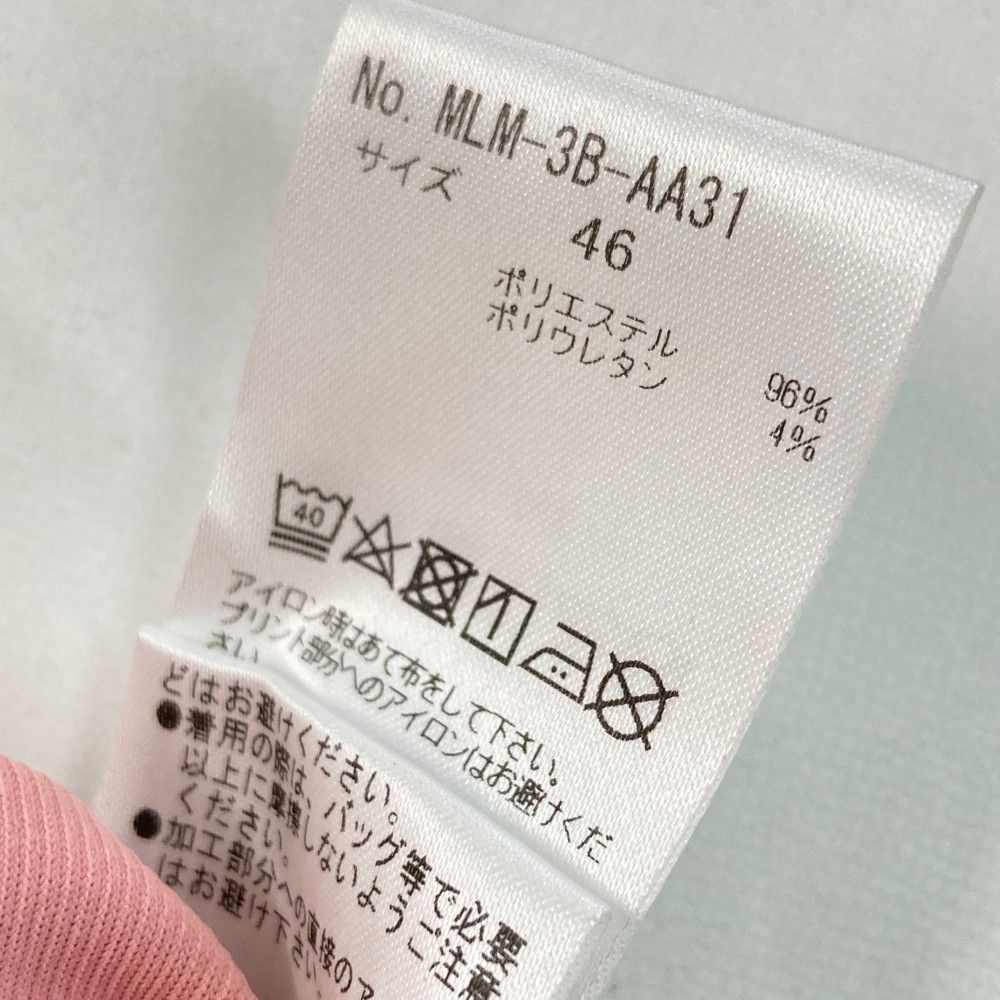 No. MLM-3B-AA31
サイズ 46
ポリエステル 96%
ポリウレタン 4%
40
アイロン時はあて布をして下さい。
プリント部分へのアイロンはお避けくだ
さい
どはお避けください。
●着用の際は、バッグ等で必要
以上に摩擦しないようご注意
ください。
●加工部分への直接のア
はお避け下さい